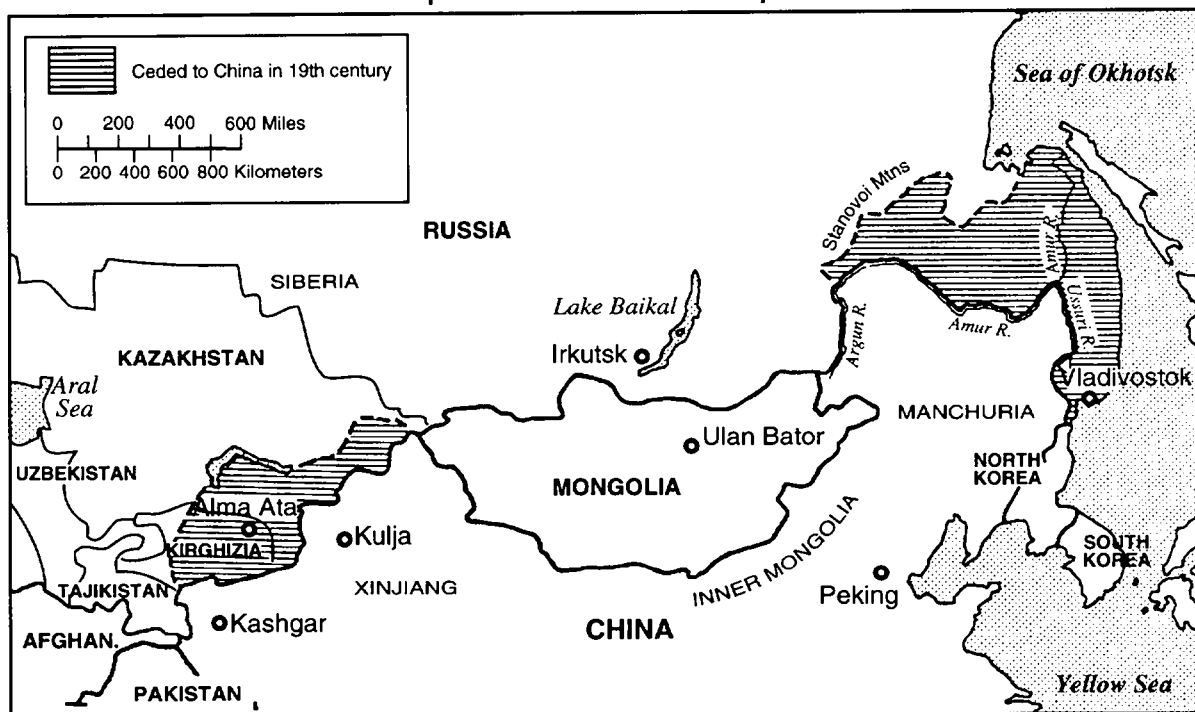 Ceded to China in 19th century
0 200 400 600 Miles
0 200 400 600 800 Kilometers
Sea of Okhotsk
Stanovoi Mtns
RUSSIA
SIBERIA
Amur R.
Ussuri R.
Lake Baikal
Argun R.
Amur R.
Irkutsk
KAZAKHSTAN
Aral
Sea
Vladivostok
MANCHURIA
Ulan Bator
UZBEKISTAN
NORTH
KOREA
MONGOLIA
Alma Ata
KIRGHIZIA
Kulja
SOUTH
KOREA
TAJIKISTAN
XINJIANG
INNER MONGOLIA
Peking
Kashgar
AFGHAN.
CHINA
PAKISTAN
Yellow Sea